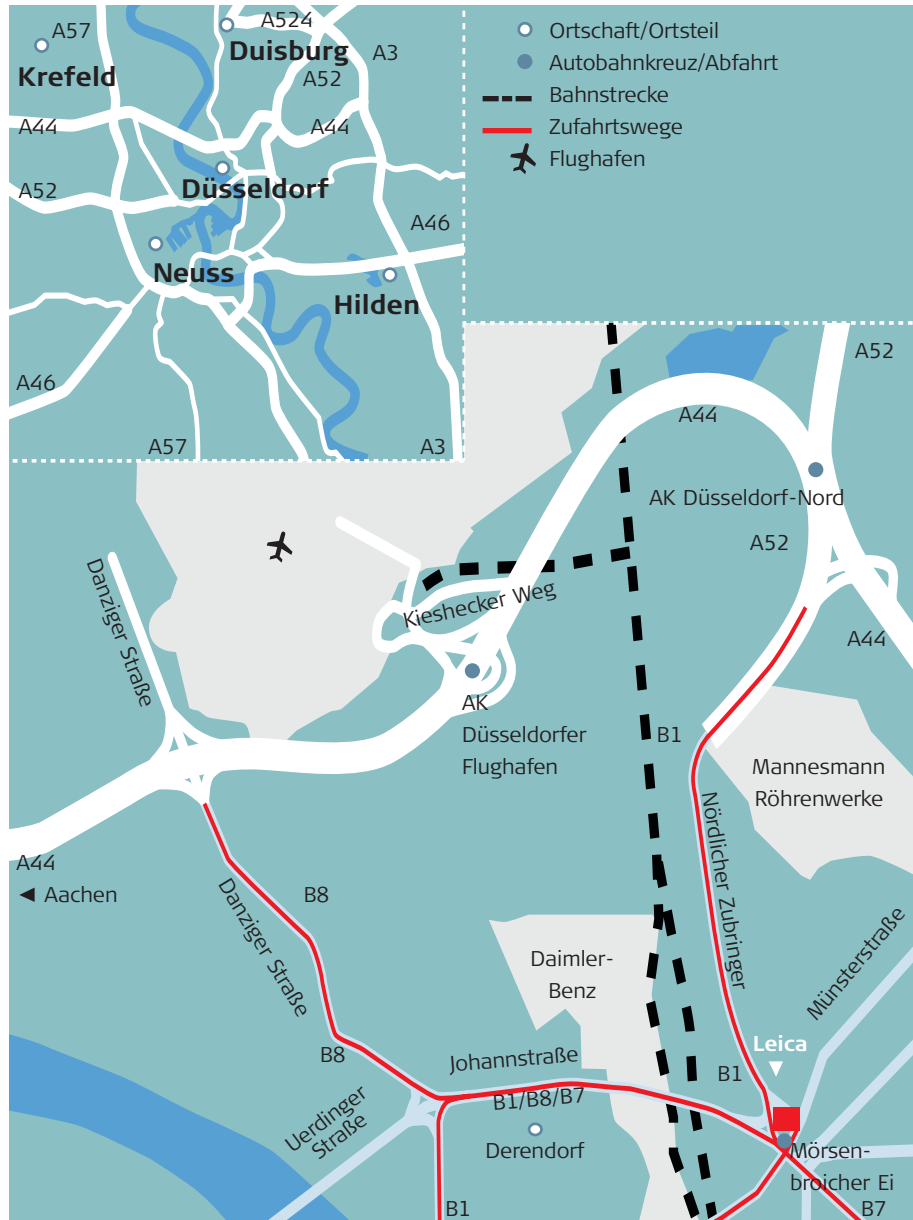 A57
A524
Duisburg
A3
Krefeld
A52
A44
A44
Düsseldorf
A52
A46
Neuss
Hilden
A46
A57
A3
Ortschaft/Ortsteil
Autobahnkreuz/Abfahrt
Bahnstrecke
Zufahrtswege
Flughafen
A52
A44
AK Düsseldorf-Nord
A52
Danziger Straße
Kieshecker Weg
A44
AK
Düsseldorfer
Flughafen
B1
Mannesmann
Röhrenwerke
Nördlicher Zubringer
A44
◄ Aachen
B8
Danziger Straße
Daimler-
Benz
Münsterstraße
B8
Johannstraße
Leica
B1
B1/B8/B7
Uerdinger
Straße
Derendorf
Mörsen-
broicher Ei
B1
B7